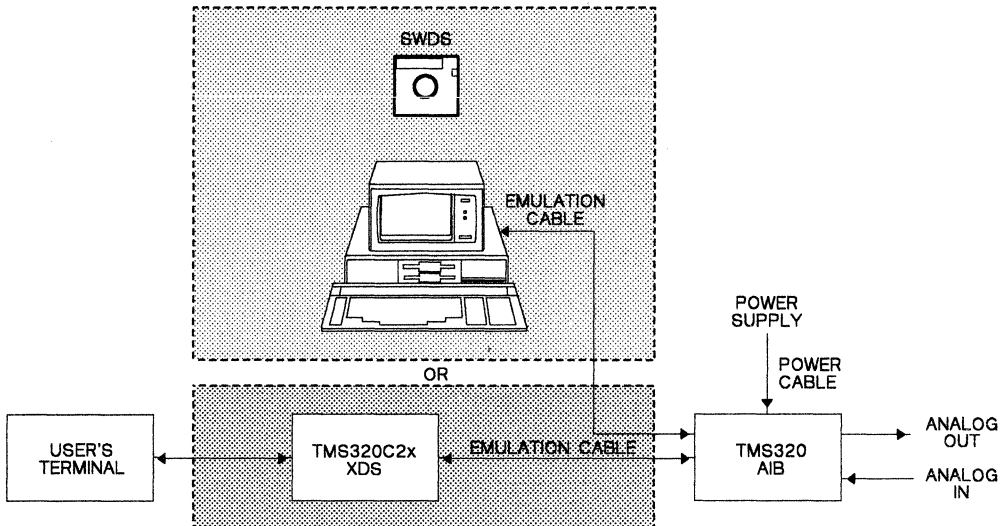 SWDS
EMULATION
CABLE
POWER
SUPPLY
POWER
CABLE
OR
USER'S
TERMINAL
TMS320C2x
XDS
EMULATION CABLE
TMS320
AIB
ANALOG
OUT
ANALOG
IN